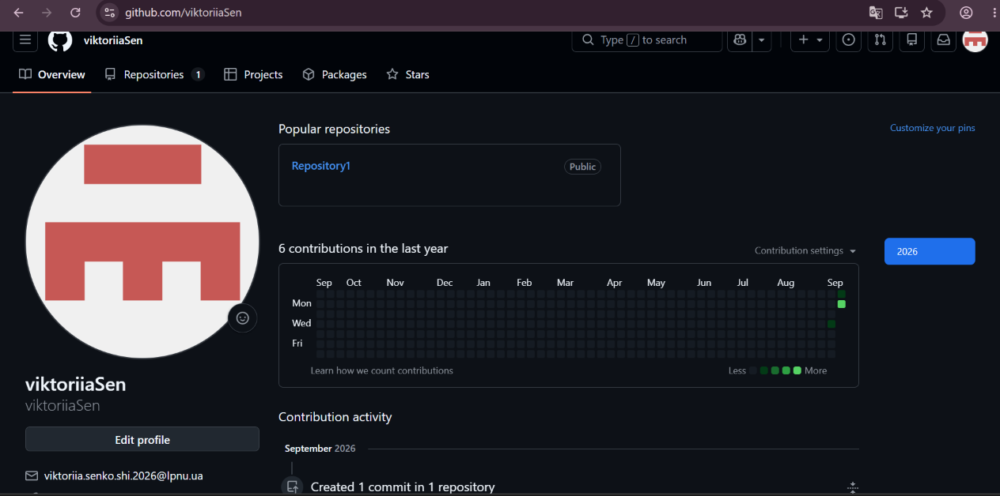 github.com/viktoriiaSen
viktoriiaSen
Type / to search
Overview Repositories 1 Projects Packages Stars
Popular repositories Customize your pins
Repository1 Public
6 contributions in the last year Contribution settings 2026
Sep Oct Nov Dec Jan Feb Mar Apr May Jun Jul Aug Sep
Mon
Wed
Fri
Learn how we count contributions Less More
viktoriiaSen
viktoriiaSen
Edit profile
viktoriia.senko.shi.2026@lpnu.ua
Contribution activity
September 2026
Created 1 commit in 1 repository